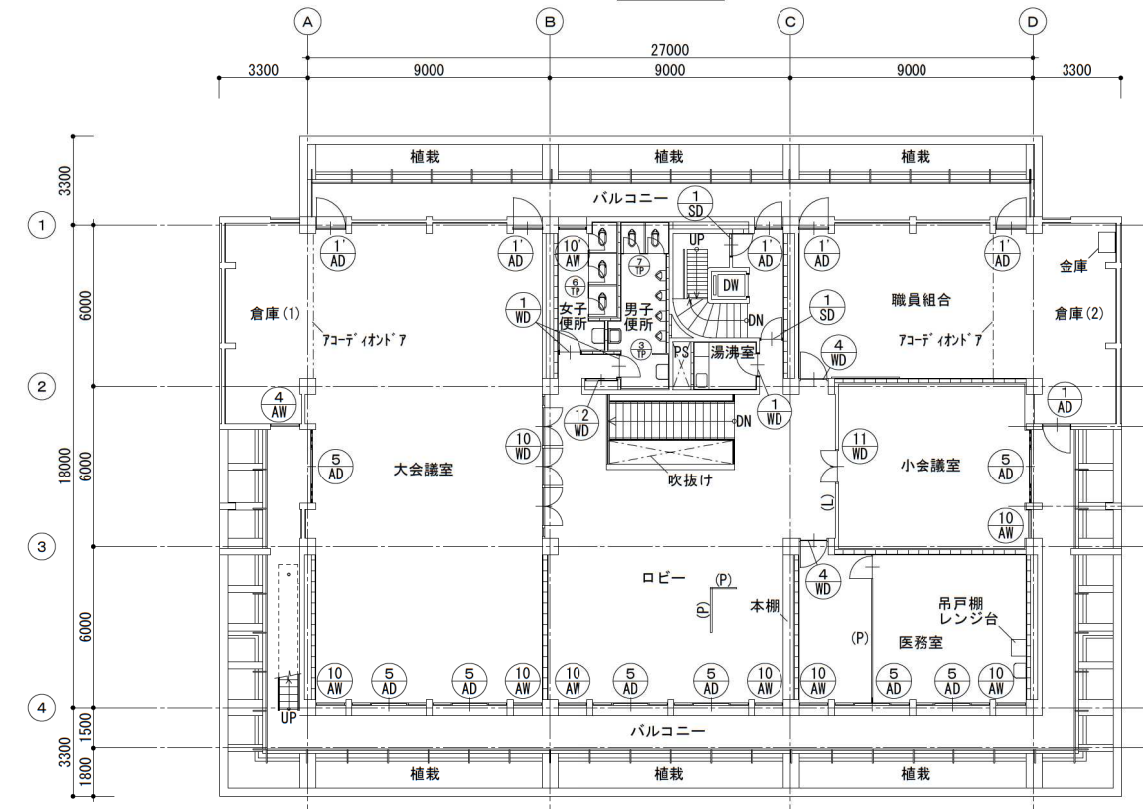 A
B
C
D
27000
3300
9000
9000
9000
3300
植栽
植栽
植栽
3300
バルコニー
1
SD
1
UP
1'
AD
1'
AD
10'
AW
7
TP
1'
AD
1'
AD
1'
AD
金庫
DW
6
TP
職員組合
6000
倉庫(1)
1
WD
女子
便所
男子
便所
DN
1
SD
倉庫(2)
アコーディオンドア
アコーディオンドア
3
TP
PS
湯沸室
4
WD
2
4
AW
12
WD
1
WD
1
AD
DN
10
WD
11
WD
18000
6000
5
AD
大会議室
小会議室
5
AD
吹抜け
(L)
10
AW
3
ロビー
(P)
(P)
本棚
4
WD
吊戸棚
レンジ台
6000
(P)
医務室
10
AW
5
AD
5
AD
10
AW
10
AW
5
AD
5
AD
10
AW
10
AW
5
AD
5
AD
10
AW
4
UP
1500
バルコニー
3300
1800
植栽
植栽
植栽